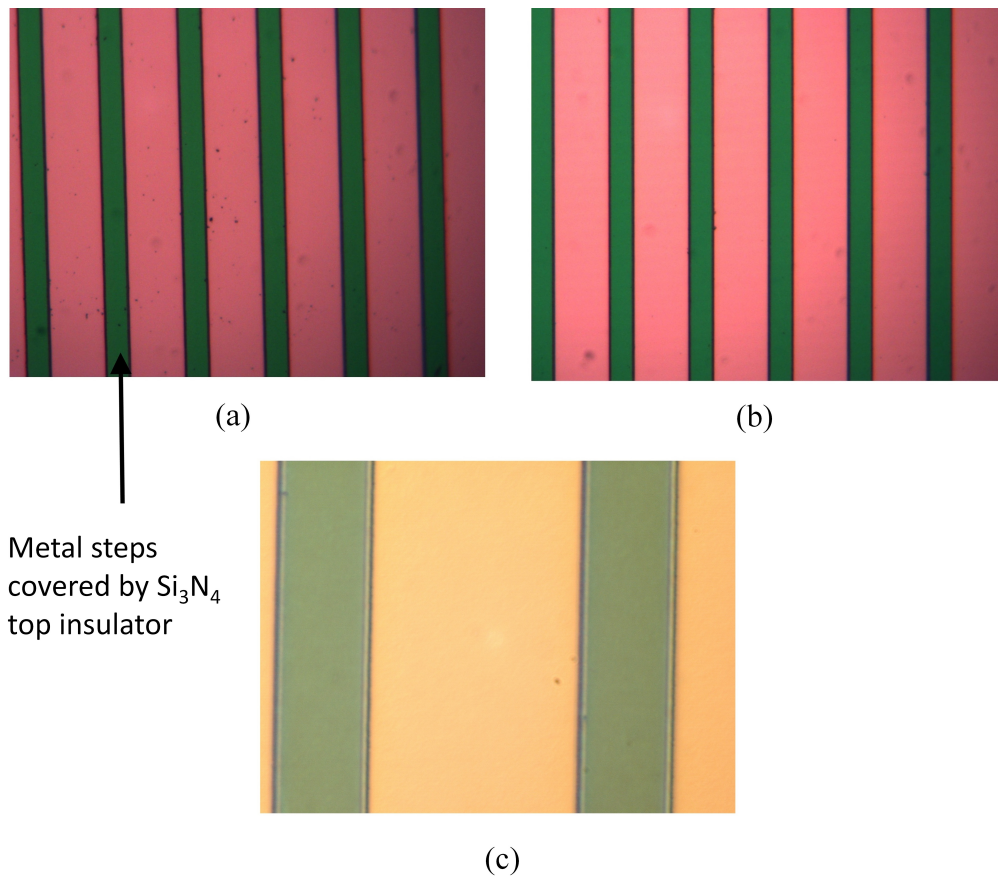 (a)
(b)
Metal steps
covered by Si₃N₄
top insulator
(c)